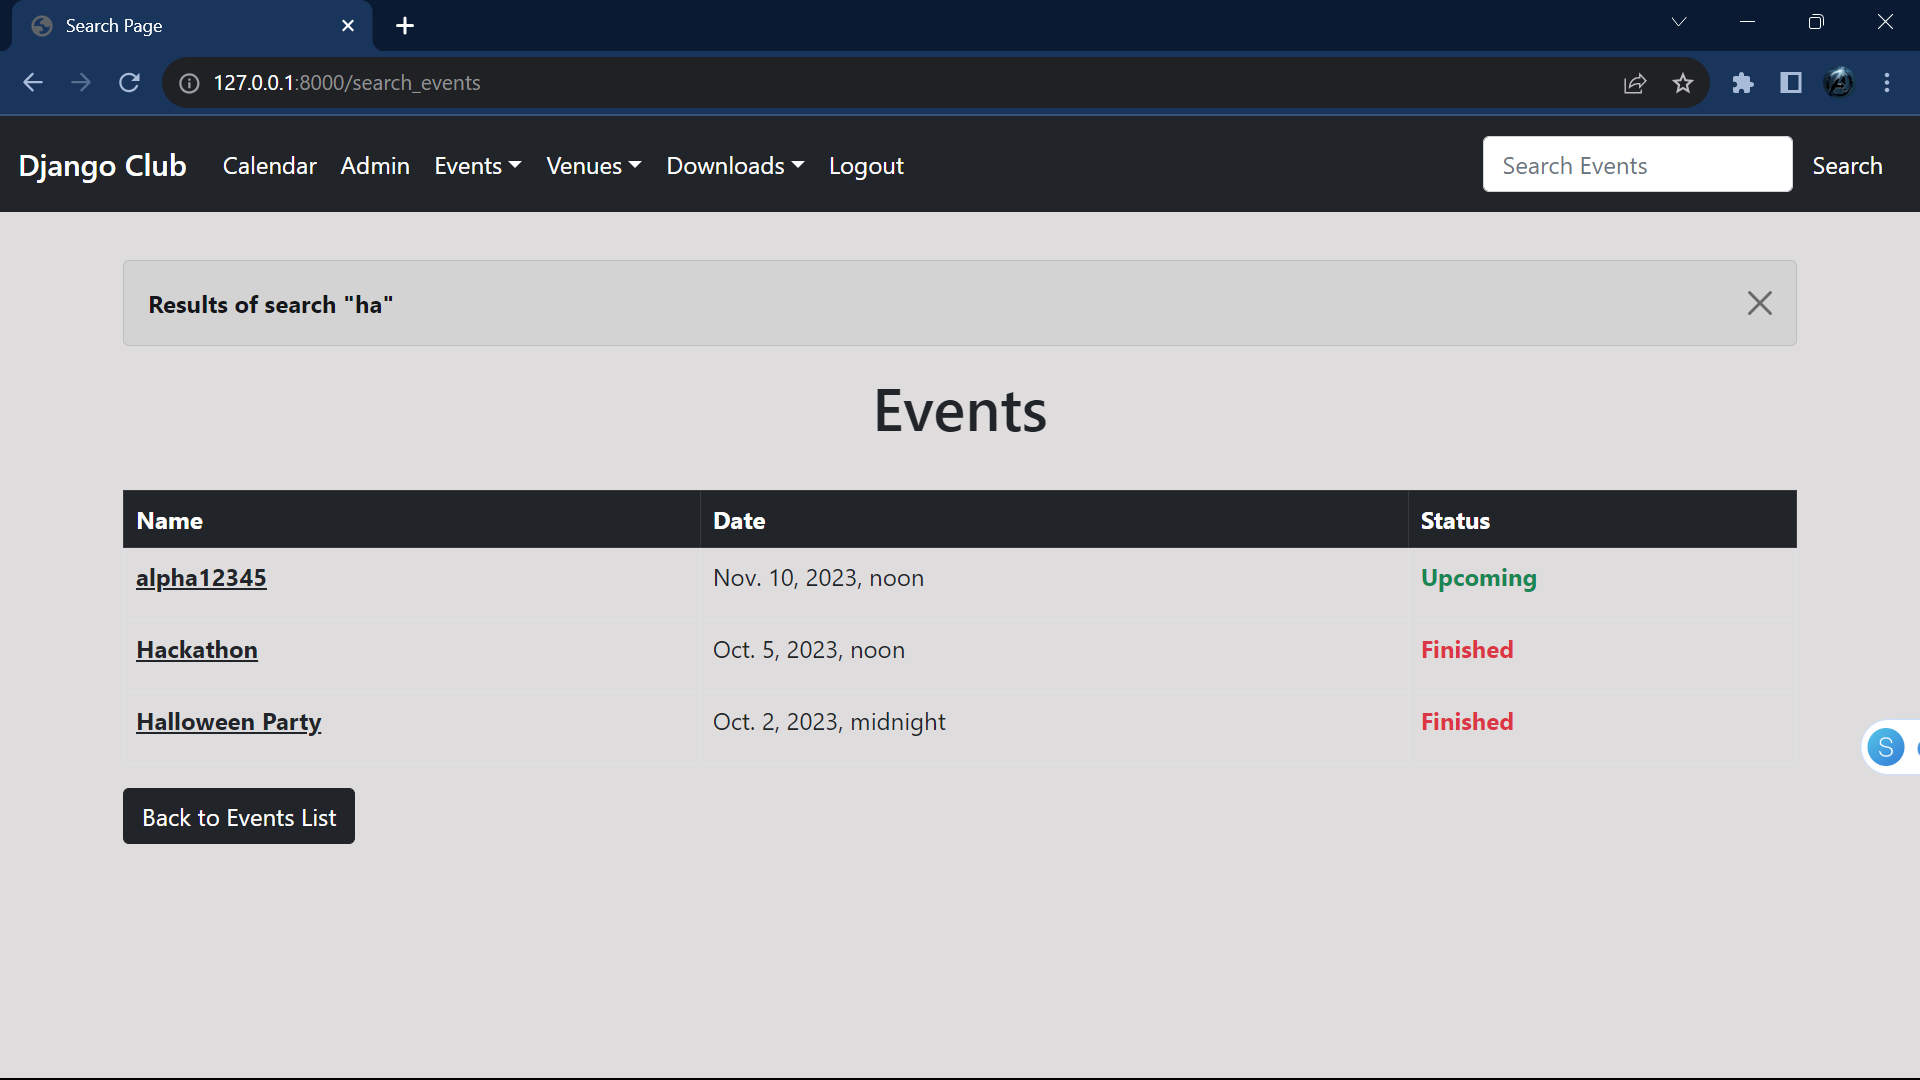 Search Page
127.0.0.1:8000/search_events
Django Club Calendar Admin Events Venues Downloads Logout Search Events Search
Results of search "ha"
Events
Name Date Status
alpha12345 Nov. 10, 2023, noon Upcoming
Hackathon Oct. 5, 2023, noon Finished
Halloween Party Oct. 2, 2023, midnight Finished
S
Back to Events List